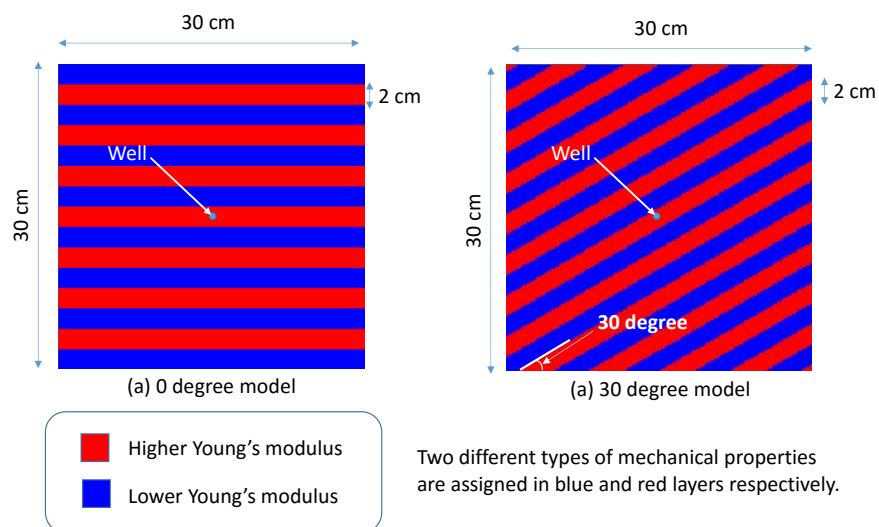 30 cm
30 cm
2 cm
Well
(a) 0 degree model
30 cm
30 cm
2 cm
Well
30 degree
(a) 30 degree model
Higher Young’s modulus
Lower Young’s modulus
Two different types of mechanical properties
are assigned in blue and red layers respectively.